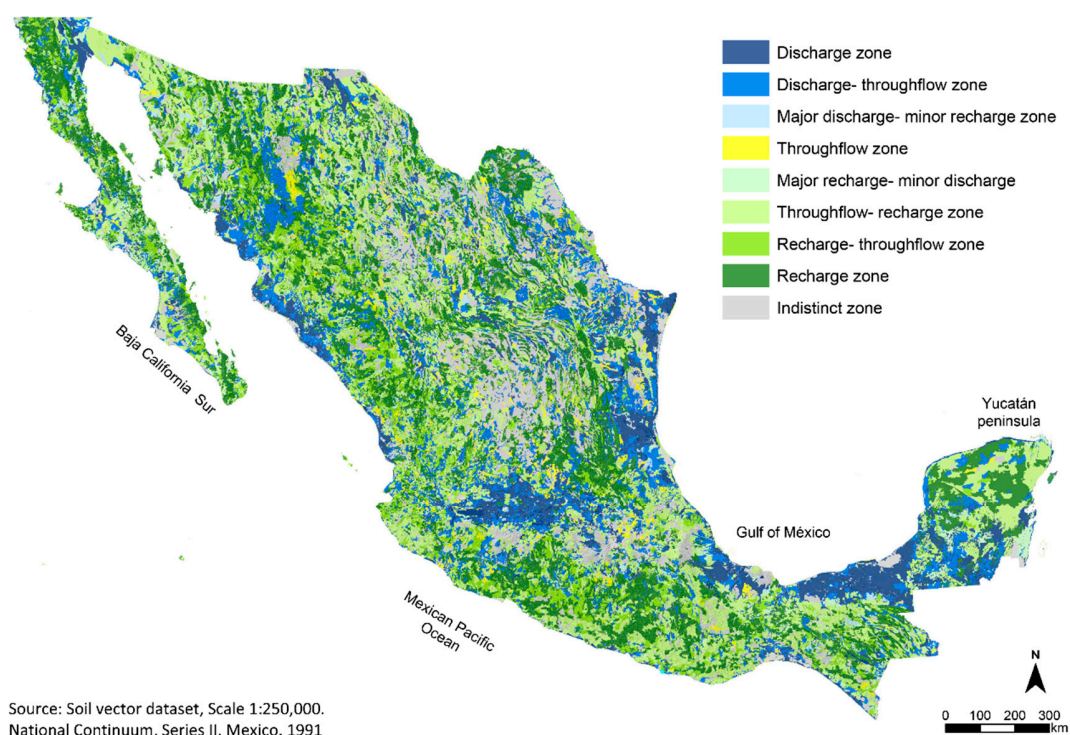 Discharge zone
Discharge- throughflow zone
Major discharge- minor recharge zone
Throughflow zone
Major recharge- minor discharge
Throughflow- recharge zone
Recharge- throughflow zone
Recharge zone
Indistinct zone
Baja California Sur
Yucatán
peninsula
Gulf of México
Mexican Pacific
Ocean
N
0 100 200 300
km
Source: Soil vector dataset, Scale 1:250,000.
National Continuum, Series II. Mexico, 1991